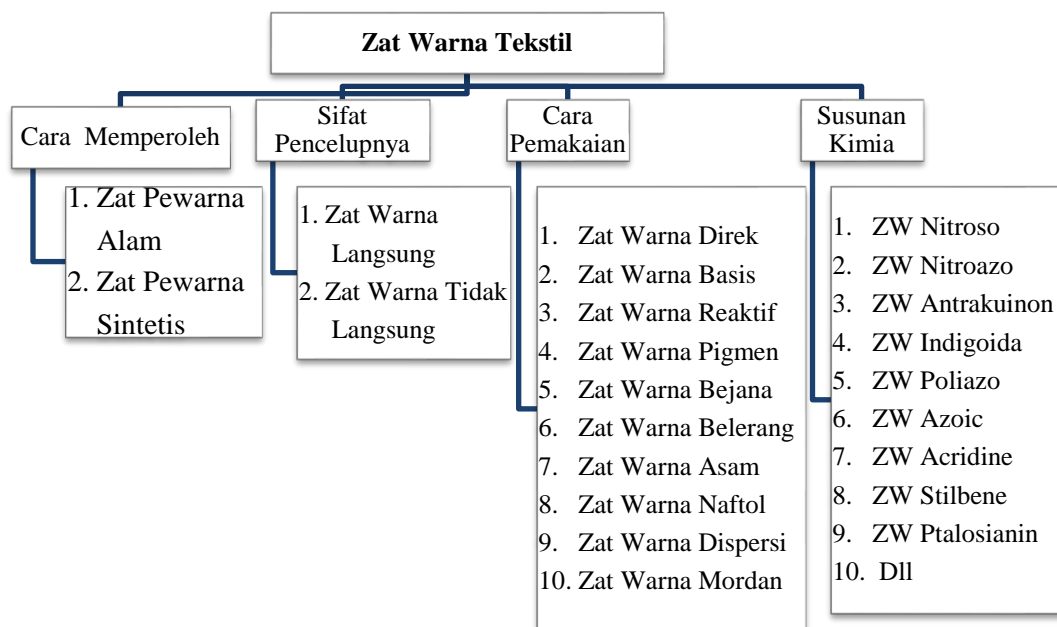 Zat Warna Tekstil
Cara Memperoleh
1. Zat Pewarna
Alam
2. Zat Pewarna
Sintetis
Sifat
Pencelupnya
1. Zat Warna
Langsung
2. Zat Warna Tidak
Langsung
Cara
Pemakaian
1. Zat Warna Direk
2. Zat Warna Basis
3. Zat Warna Reaktif
4. Zat Warna Pigmen
5. Zat Warna Bejana
6. Zat Warna Belerang
7. Zat Warna Asam
8. Zat Warna Naftol
9. Zat Warna Dispersi
10. Zat Warna Mordan
Susunan
Kimia
1. ZW Nitroso
2. ZW Nitroazo
3. ZW Antrakuinon
4. ZW Indigoida
5. ZW Poliazo
6. ZW Azoic
7. ZW Acridine
8. ZW Stilbene
9. ZW Ptalosianin
10. Dll